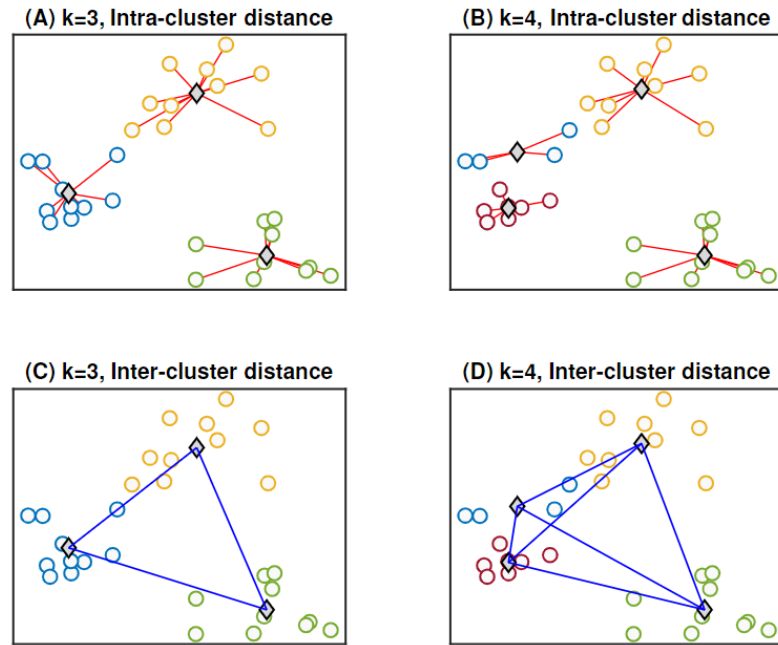 (A) k=3, Intra-cluster distance
(B) k=4, Intra-cluster distance
(C) k=3, Inter-cluster distance
(D) k=4, Inter-cluster distance